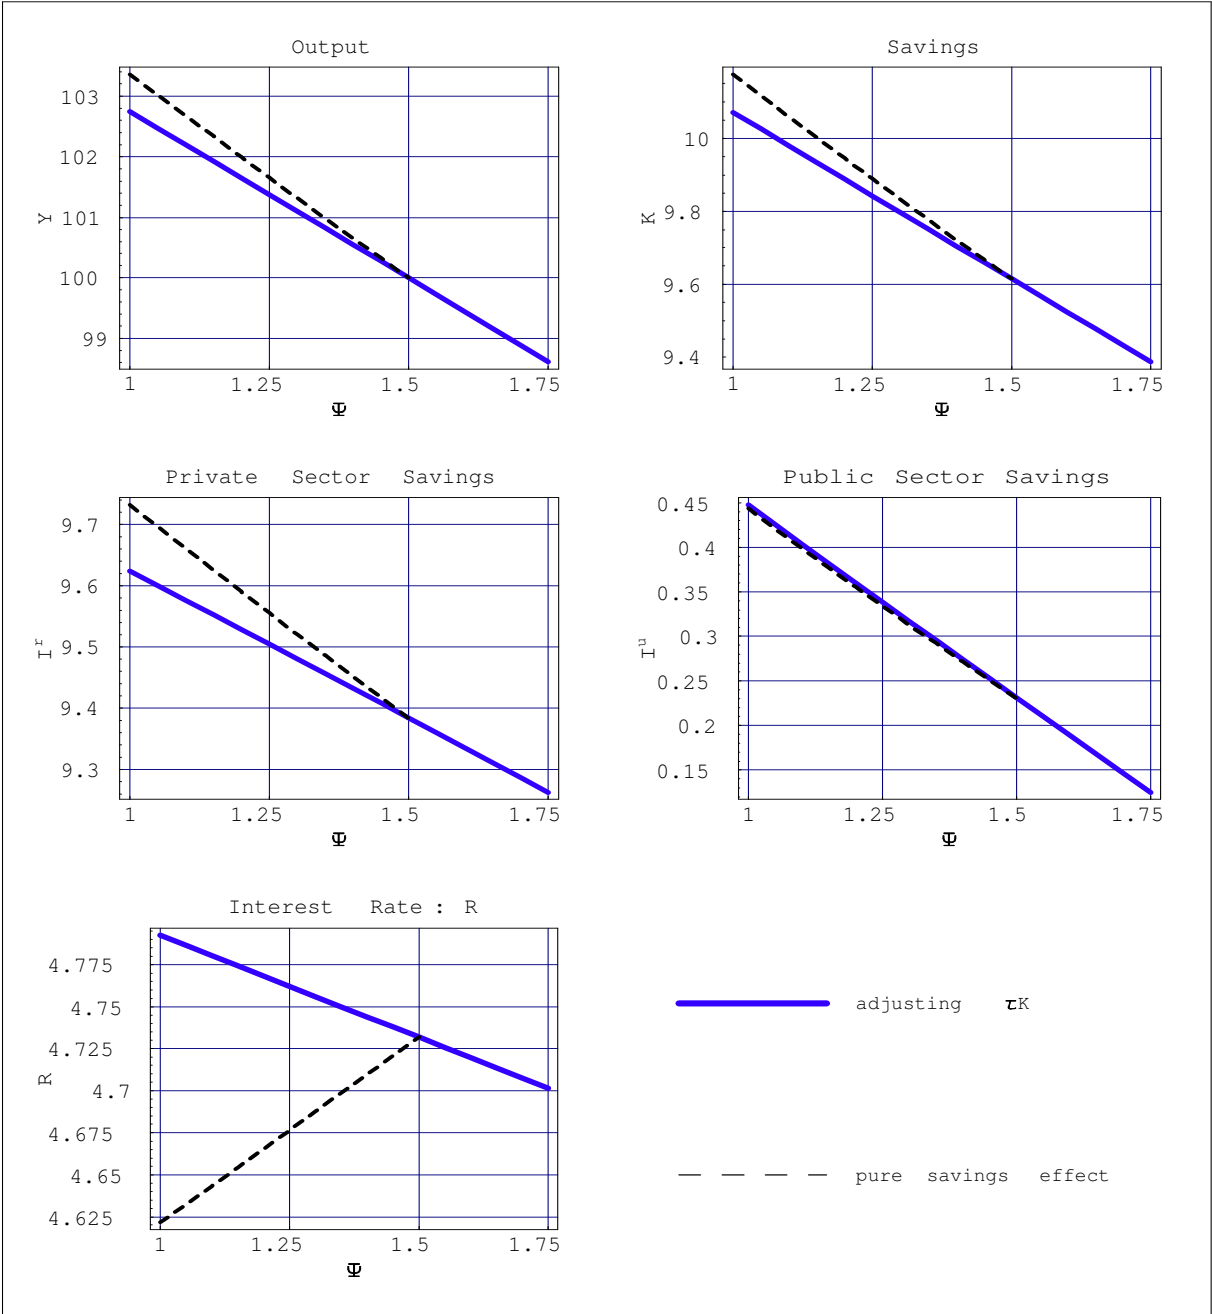 Output
103
102
101
100
99
Y
1 1.25 1.5 1.75
Ψ
Savings
10
9.8
9.6
9.4
K
1 1.25 1.5 1.75
Ψ
Private Sector Savings
9.7
9.6
9.5
9.4
9.3
I^r
1 1.25 1.5 1.75
Ψ
Public Sector Savings
0.45
0.4
0.35
0.3
0.25
0.2
0.15
I^u
1 1.25 1.5 1.75
Ψ
Interest Rate : R
4.775
4.75
4.725
4.7
4.675
4.65
4.625
R
1 1.25 1.5 1.75
Ψ
adjusting τK
pure savings effect